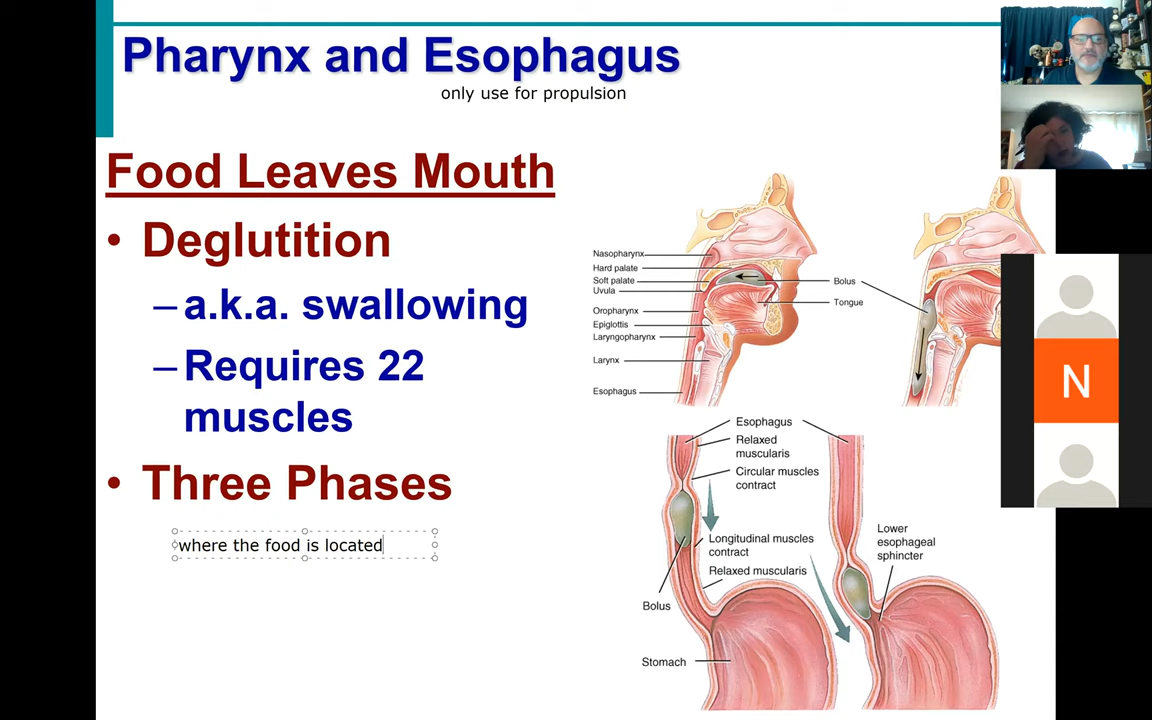 Pharynx and Esophagus
only use for propulsion
Food Leaves Mouth
• Deglutition
– a.k.a. swallowing
– Requires 22
muscles
• Three Phases
where the food is located
Nasopharynx
Hard palate
Soft palate
Uvula
Oropharynx
Epiglottis
Laryngopharynx
Larynx
Esophagus
Bolus
Tongue
Esophagus
Relaxed
muscularis
Circular muscles
contract
Longitudinal muscles
contract
Relaxed muscularis
Bolus
Stomach
Lower
esophageal
sphincter
N